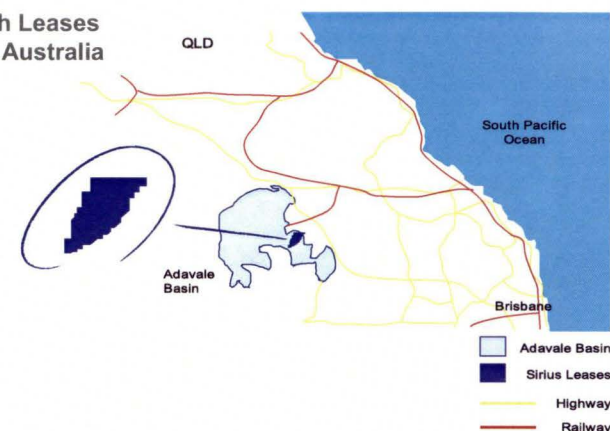 h Leases
Australia
QLD
South Pacific
Ocean
Adavale
Basin
Brisbane
Adavale Basin
Sirius Leases
Highway
Railway